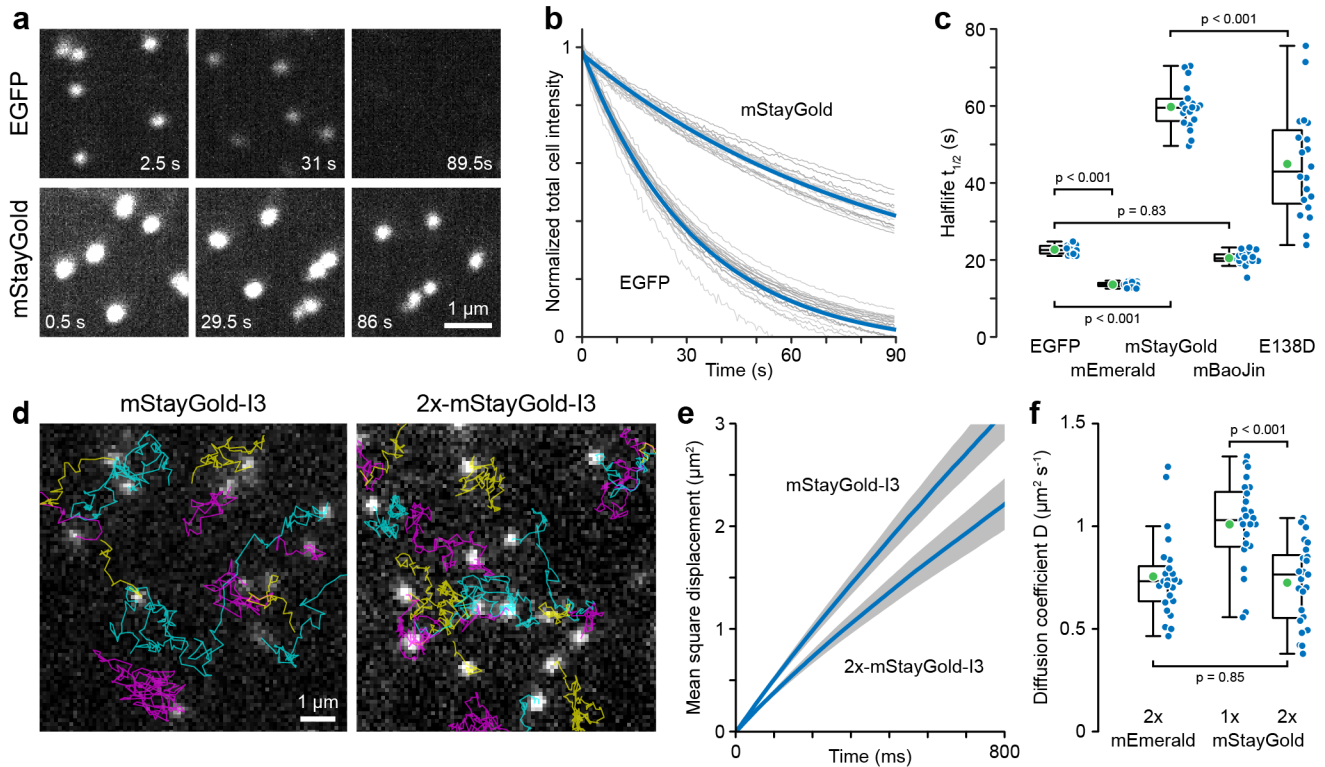 a
EGFP
2.5 s
31 s
89.5s
mStayGold
0.5 s
29.5 s
86 s
1 µm
b
Normalized total cell intensity
1
0
mStayGold
EGFP
0
30
60
90
Time (s)
c
Halflife t1/2 (s)
80
60
40
20
0
p < 0.001
p < 0.001
p = 0.83
p < 0.001
EGFP
mStayGold
E138D
mEmerald
mBaoJin
d
mStayGold-I3
2x-mStayGold-I3
1 µm
e
Mean square displacement (µm²)
3
2
1
0
mStayGold-I3
2x-mStayGold-I3
0
800
Time (ms)
f
Diffusion coefficient D (µm² s⁻¹)
1.5
1
0.5
0
p < 0.001
p = 0.85
2x
1x
2x
mEmerald
mStayGold